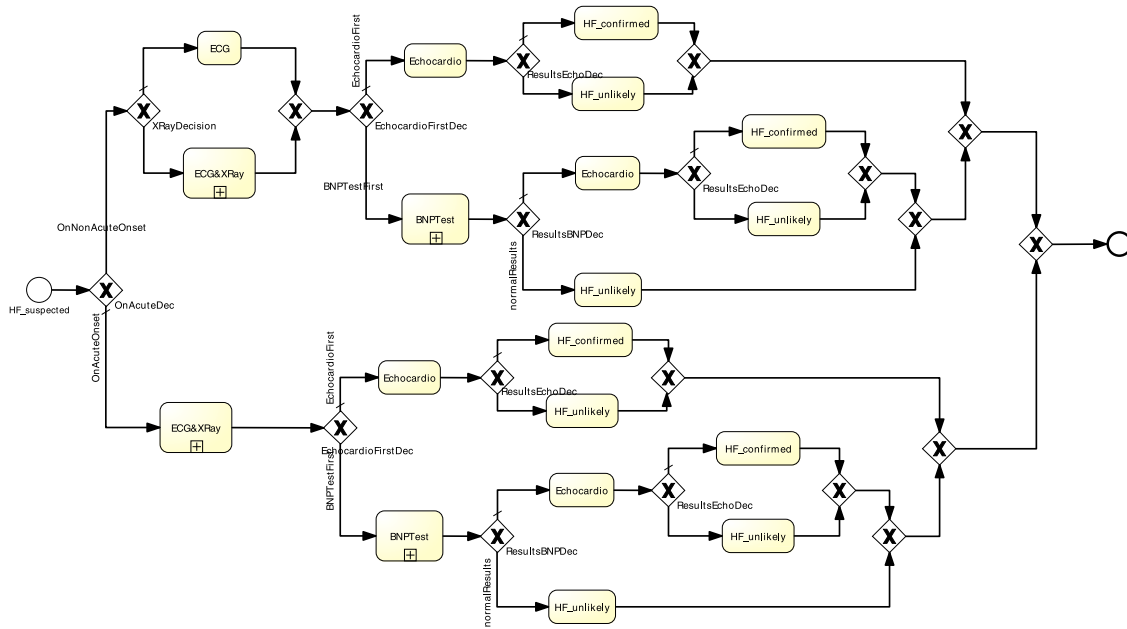 EchocardioFirst
HF_confirmed
ECG
Echocardio
ResultsEchoDec
HF_unlikely
XRayDecision
EchocardioFirstDec
HF_confirmed
ECG&XRay
BNPTestFirst
Echocardio
ResultsEchoDec
BNPTest
HF_unlikely
OnNonAcuteOnset
ResultsBNPDec
normalResults
HF_unlikely
HF_suspected
OnAcuteDec
OnAcuteOnset
EchocardioFirst
HF_confirmed
Echocardio
ResultsEchoDec
HF_unlikely
ECG&XRay
EchocardioFirstDec
BNPTestFirst
HF_confirmed
Echocardio
ResultsEchoDec
BNPTest
HF_unlikely
ResultsBNPDec
normalResults
HF_unlikely